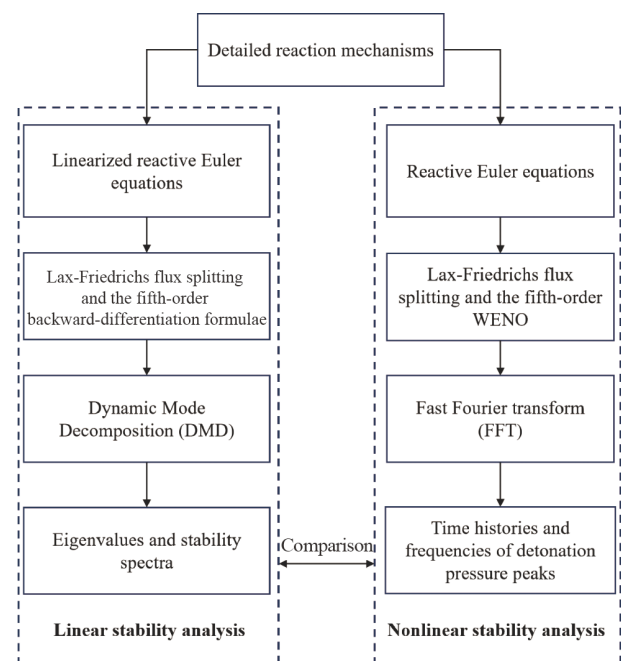 Detailed reaction mechanisms
Linearized reactive Euler
equations
Lax-Friedrichs flux splitting
and the fifth-order
backward-differentiation formulae
Dynamic Mode
Decomposition (DMD)
Eigenvalues and stability
spectra
Linear stability analysis
Comparison
Reactive Euler equations
Lax-Friedrichs flux
splitting and the fifth-order
WENO
Fast Fourier transform
(FFT)
Time histories and
frequencies of detonation
pressure peaks
Nonlinear stability analysis